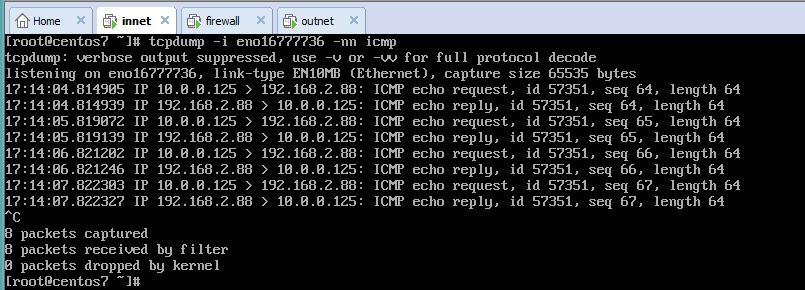 Home innet firewall outnet
[root@centos7 ~]# tcpdump -i eno16777736 -nn icmp
tcpdump: verbose output suppressed, use -v or -vv for full protocol decode
listening on eno16777736, link-type EN10MB (Ethernet), capture size 65535 bytes
17:14:04.814905 IP 10.0.0.125 > 192.168.2.88: ICMP echo request, id 57351, seq 64, length 64
17:14:04.814939 IP 192.168.2.88 > 10.0.0.125: ICMP echo reply, id 57351, seq 64, length 64
17:14:05.819072 IP 10.0.0.125 > 192.168.2.88: ICMP echo request, id 57351, seq 65, length 64
17:14:05.819139 IP 192.168.2.88 > 10.0.0.125: ICMP echo reply, id 57351, seq 65, length 64
17:14:06.821202 IP 10.0.0.125 > 192.168.2.88: ICMP echo request, id 57351, seq 66, length 64
17:14:06.821246 IP 192.168.2.88 > 10.0.0.125: ICMP echo reply, id 57351, seq 66, length 64
17:14:07.822303 IP 10.0.0.125 > 192.168.2.88: ICMP echo request, id 57351, seq 67, length 64
17:14:07.822327 IP 192.168.2.88 > 10.0.0.125: ICMP echo reply, id 57351, seq 67, length 64
^C
8 packets captured
8 packets received by filter
0 packets dropped by kernel
[root@centos7 ~]#